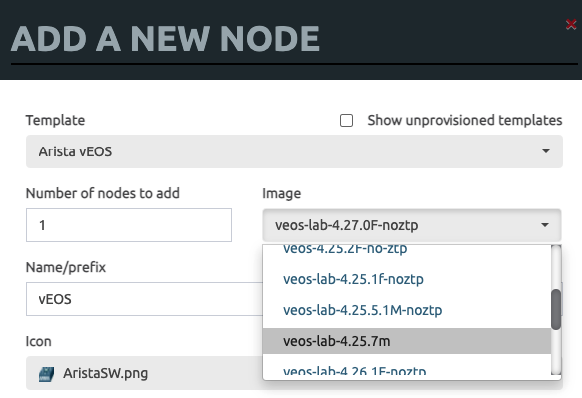 ADD A NEW NODE
Template
Show unprovisioned templates
Arista vEOS
Number of nodes to add
Image
1
veos-lab-4.27.0F-noztp
veos-4.25.2F-no-ztp
Name/prefix
veos-lab-4.25.1f-noztp
vEOS
veos-lab-4.25.5.1M-noztp
Icon
veos-lab-4.25.7m
AristaSW.png
veos-lab-4.26.1F-noztp